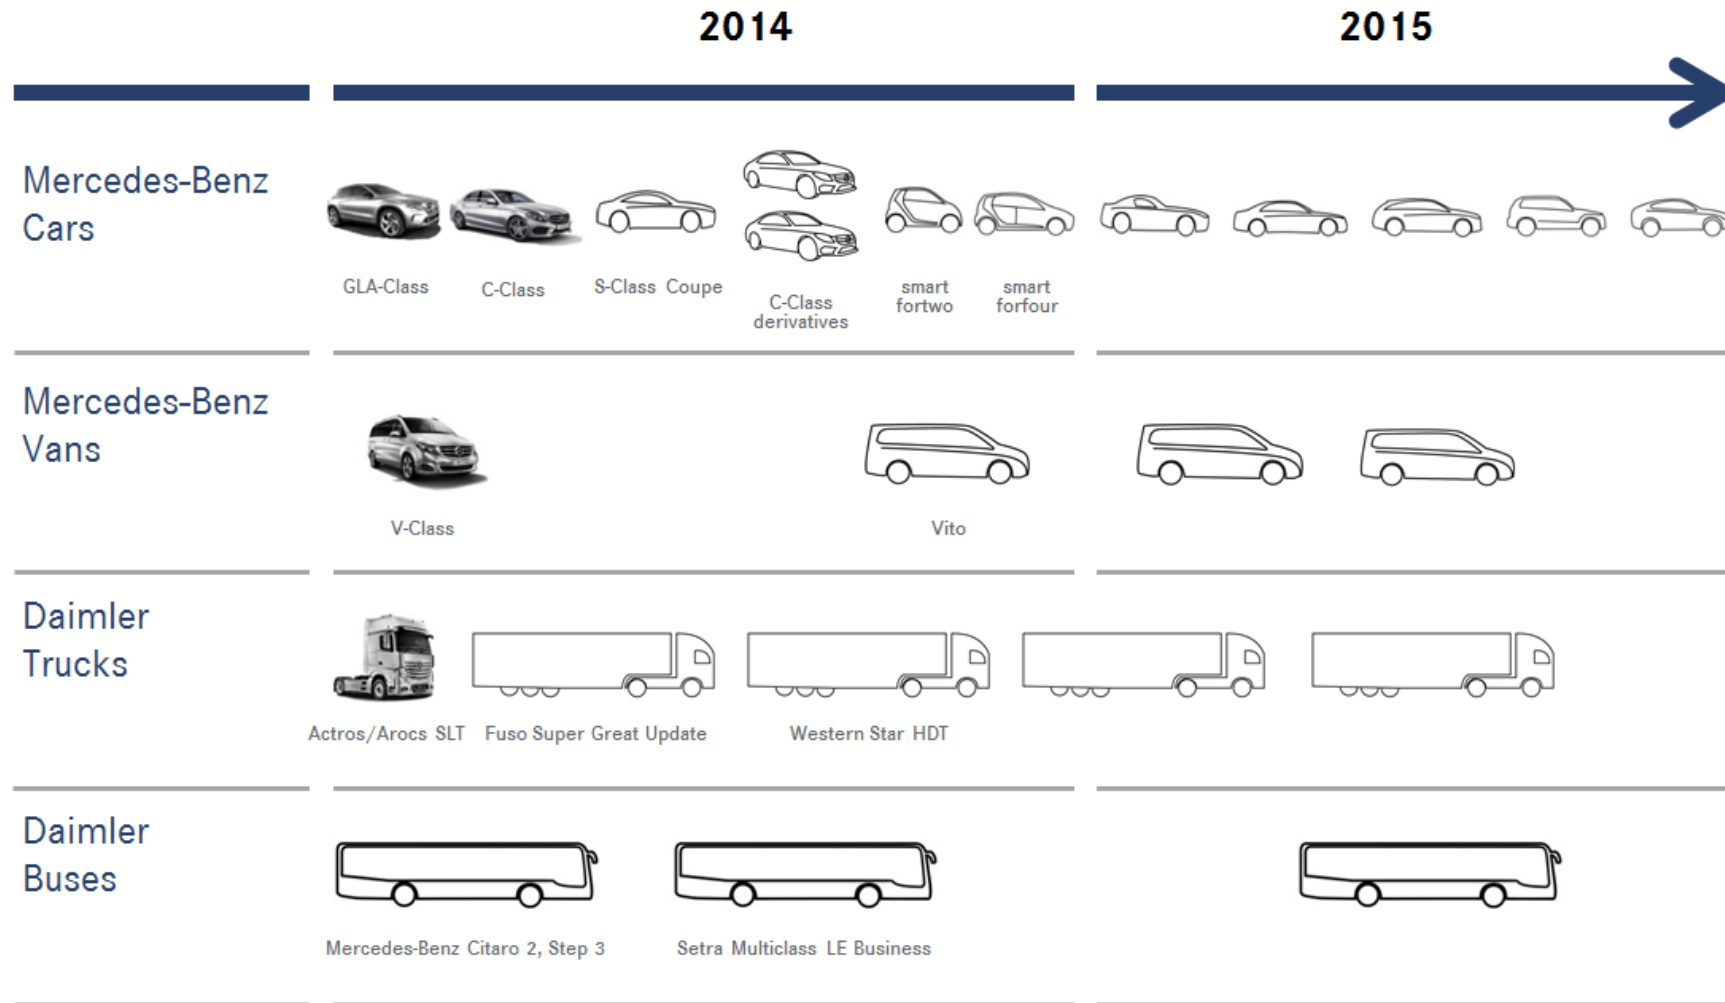 2014
2015
Mercedes-Benz
Cars
GLA-Class
C-Class
S-Class Coupe
C-Class
derivatives
smart
fortwo
smart
forfour
Mercedes-Benz
Vans
V-Class
Vito
Daimler
Trucks
Actros/Arocs SLT
Fuso Super Great Update
Western Star HDT
Daimler
Buses
Mercedes-Benz Citaro 2, Step 3
Setra Multiclass LE Business